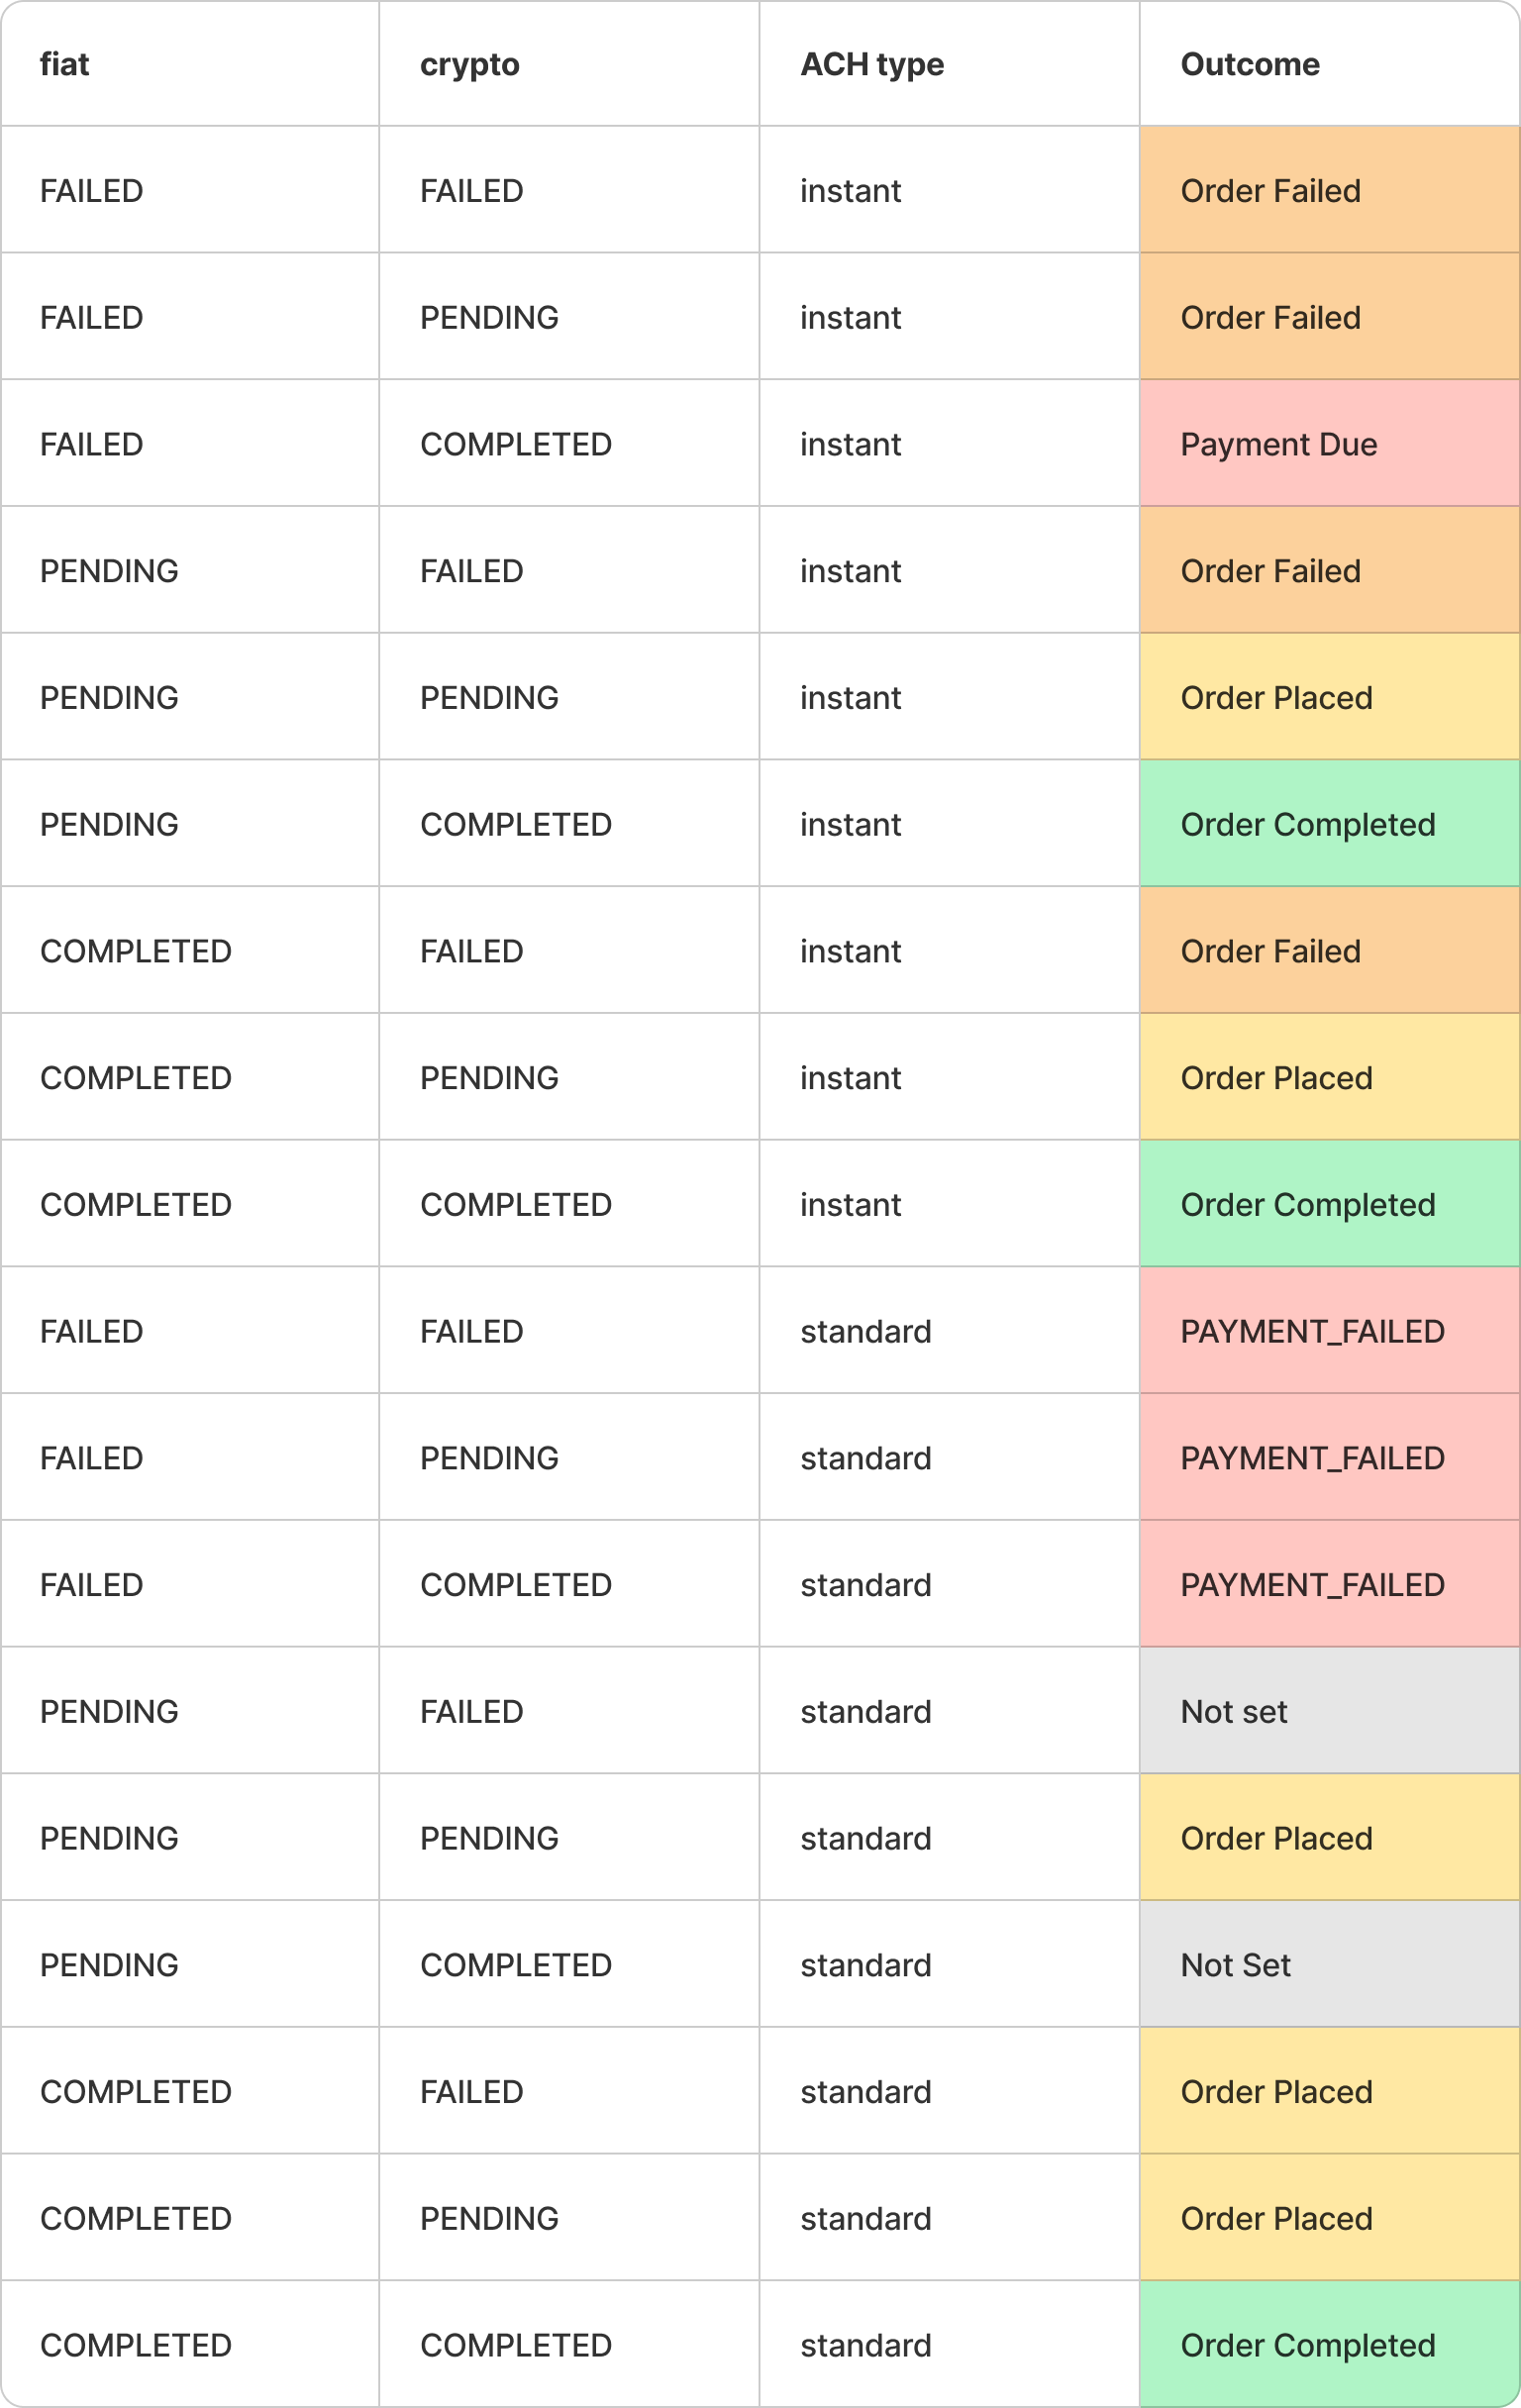 fiat crypto ACH type Outcome
FAILED FAILED instant Order Failed
FAILED PENDING instant Order Failed
FAILED COMPLETED instant Payment Due
PENDING FAILED instant Order Failed
PENDING PENDING instant Order Placed
PENDING COMPLETED instant Order Completed
COMPLETED FAILED instant Order Failed
COMPLETED PENDING instant Order Placed
COMPLETED COMPLETED instant Order Completed
FAILED FAILED standard PAYMENT_FAILED
FAILED PENDING standard PAYMENT_FAILED
FAILED COMPLETED standard PAYMENT_FAILED
PENDING FAILED standard Not set
PENDING PENDING standard Order Placed
PENDING COMPLETED standard Not Set
COMPLETED FAILED standard Order Placed
COMPLETED PENDING standard Order Placed
COMPLETED COMPLETED standard Order Completed